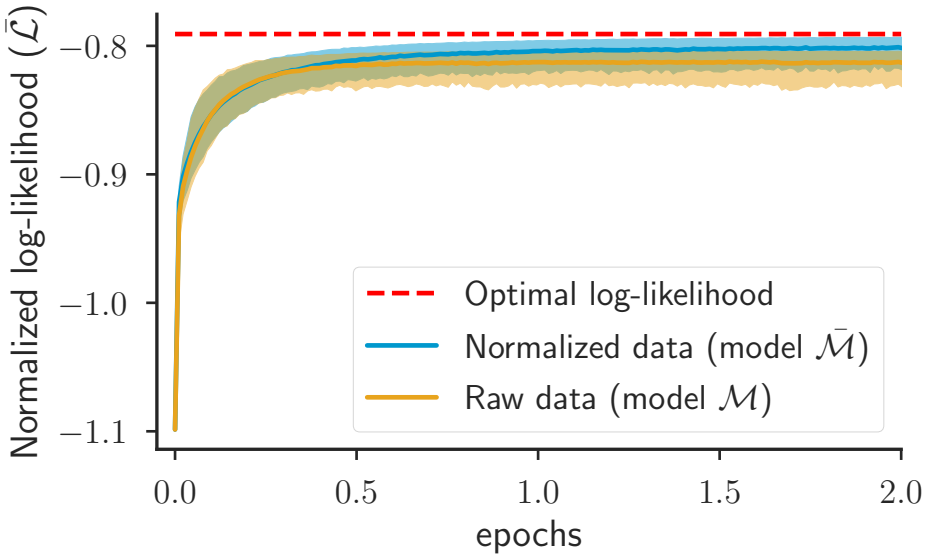 Normalized log-likelihood (ℒ̄)
−0.8
−0.9
−1.0
−1.1
Optimal log-likelihood
Normalized data (model ℳ̄)
Raw data (model ℳ)
0.0 0.5 1.0 1.5 2.0
epochs